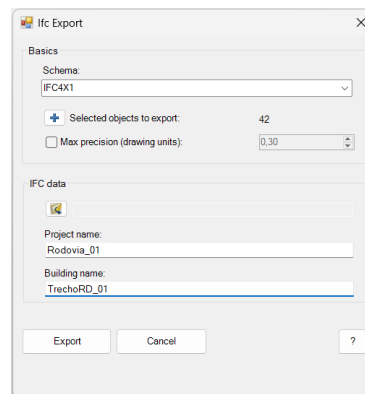 Ifc Export
Basics
Schema:
IFC4X1
Selected objects to export: 42
Max precision (drawing units): 0,30
IFC data
Project name:
Rodovia_01
Building name:
TrechoRD_01
Export Cancel ?